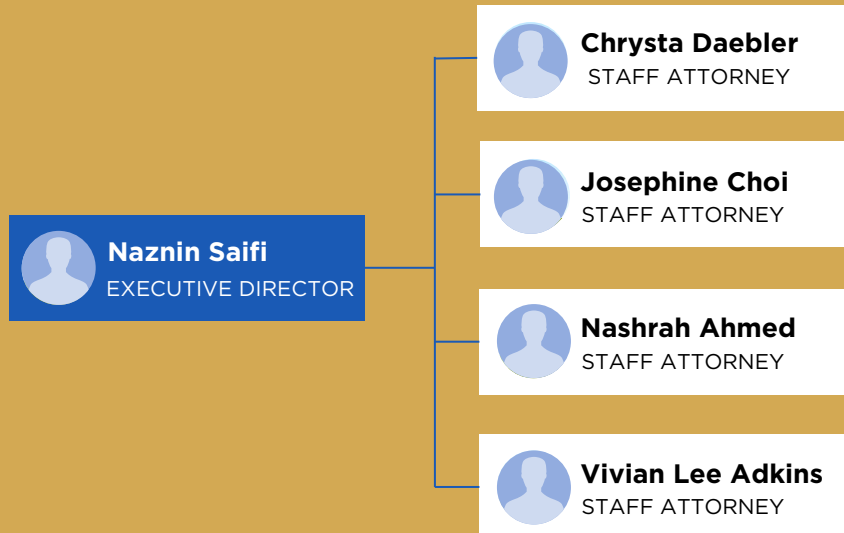 Chrysta Daebler
STAFF ATTORNEY
Josephine Choi
STAFF ATTORNEY
Naznin Saifi
EXECUTIVE DIRECTOR
Nashrah Ahmed
STAFF ATTORNEY
Vivian Lee Adkins
STAFF ATTORNEY